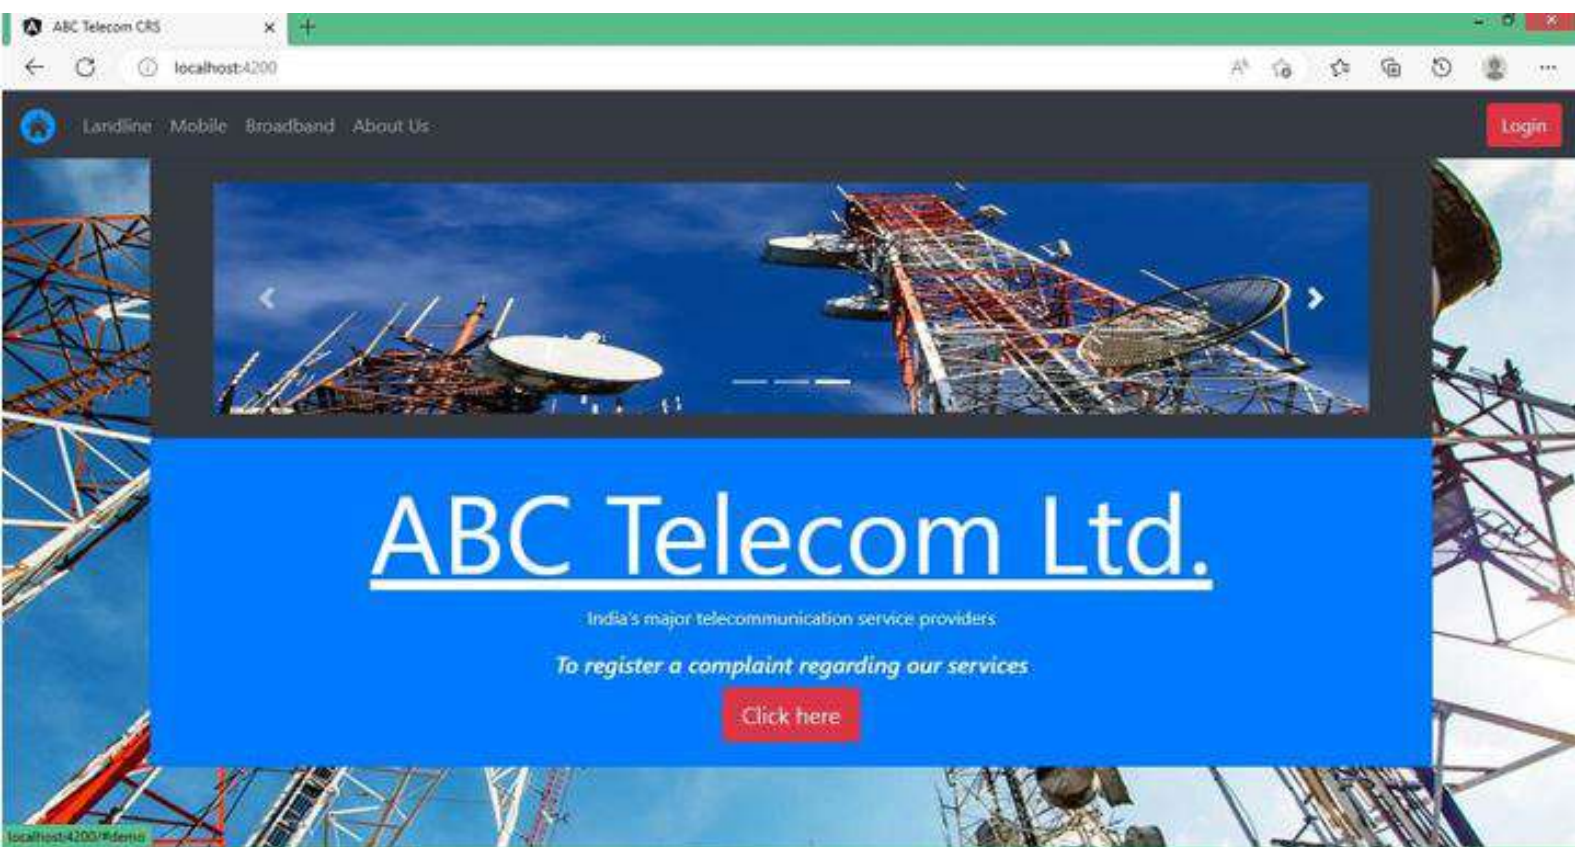 ABC Telecom CRS
localhost:4200
Landline Mobile Broadband About Us
Login
ABC Telecom Ltd.
India's major telecommunication service providers
To register a complaint regarding our services
Click here
localhost:4200/#demo